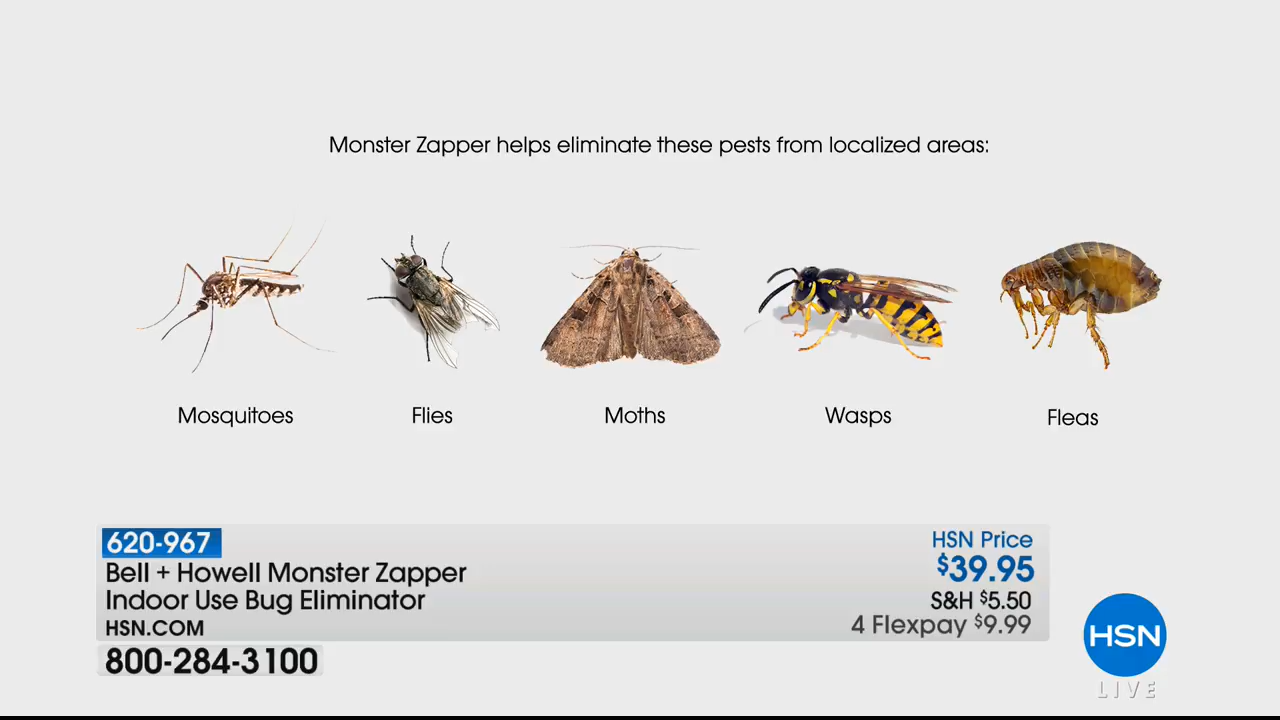 Monster Zapper helps eliminate these pests from localized areas:
Mosquitoes
Flies
Moths
Wasps
Fleas
620-967
Bell + Howell Monster Zapper
Indoor Use Bug Eliminator
HSN.COM
800-284-3100
HSN Price
$39.95
S&H $5.50
4 Flexpay $9.99
HSN
LIVE